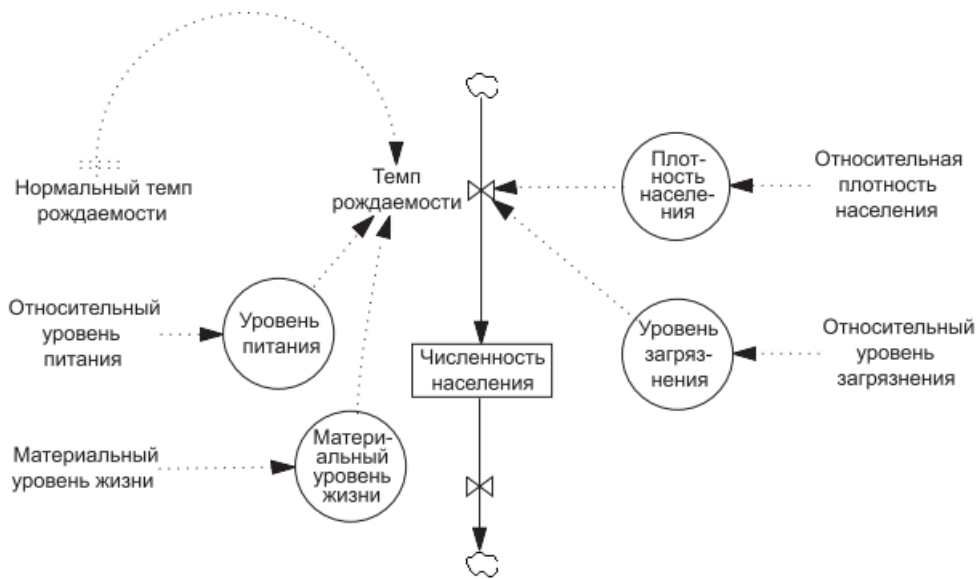 Нормальный темп
рождаемости
Темп
рождаемости
Плот-
ность
населе-
ния
Относительная
плотность
населения
Относительный
уровень
питания
Уровень
питания
Численность
населения
Уровень
загряз-
нения
Относительный
уровень
загрязнения
Материальный
уровень жизни
Матери-
альный
уровень
жизни